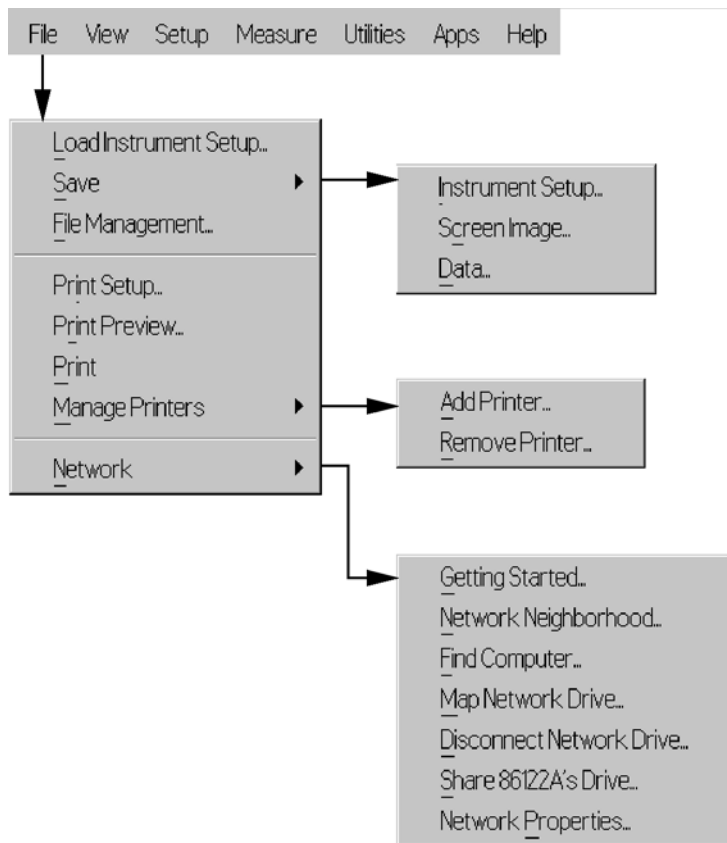 File View Setup Measure Utilities Apps Help
Load Instrument Setup...
Save
File Management...
Print Setup...
Print Preview...
Print
Manage Printers
Network
Instrument Setup...
Screen Image...
Data...
Add Printer...
Remove Printer...
Getting Started...
Network Neighborhood...
Find Computer...
Map Network Drive...
Disconnect Network Drive...
Share 86122A's Drive...
Network Properties...